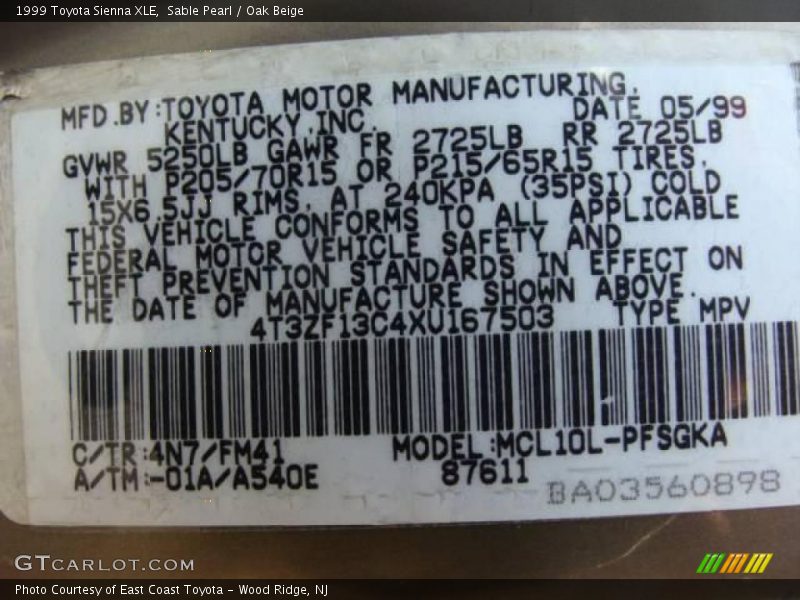 1999 Toyota Sienna XLE,  Sable Pearl / Oak Beige
MFD.BY:TOYOTA MOTOR MANUFACTURING.
KENTUCKY,INC. DATE 05/99
GVWR 5250LB GAWR FR 2725LB RR 2725LB
WITH P205/70R15 OR P215/65R15 TIRES.
15X6.5JJ RIMS. AT 240KPA (35PSI) COLD
THIS VEHICLE CONFORMS TO ALL APPLICABLE
FEDERAL MOTOR VEHICLE SAFETY AND
THEFT PREVENTION STANDARDS IN EFFECT ON
THE DATE OF MANUFACTURE SHOWN ABOVE.
4T3ZF13C4XU167503 TYPE MPV
C/TR:4N7/FM41 MODEL:MCL10L-PFSGKA
A/TM:-01A/A540E 87611
BA03560898
GTCARLOT.COM
Photo Courtesy of East Coast Toyota - Wood Ridge, NJ